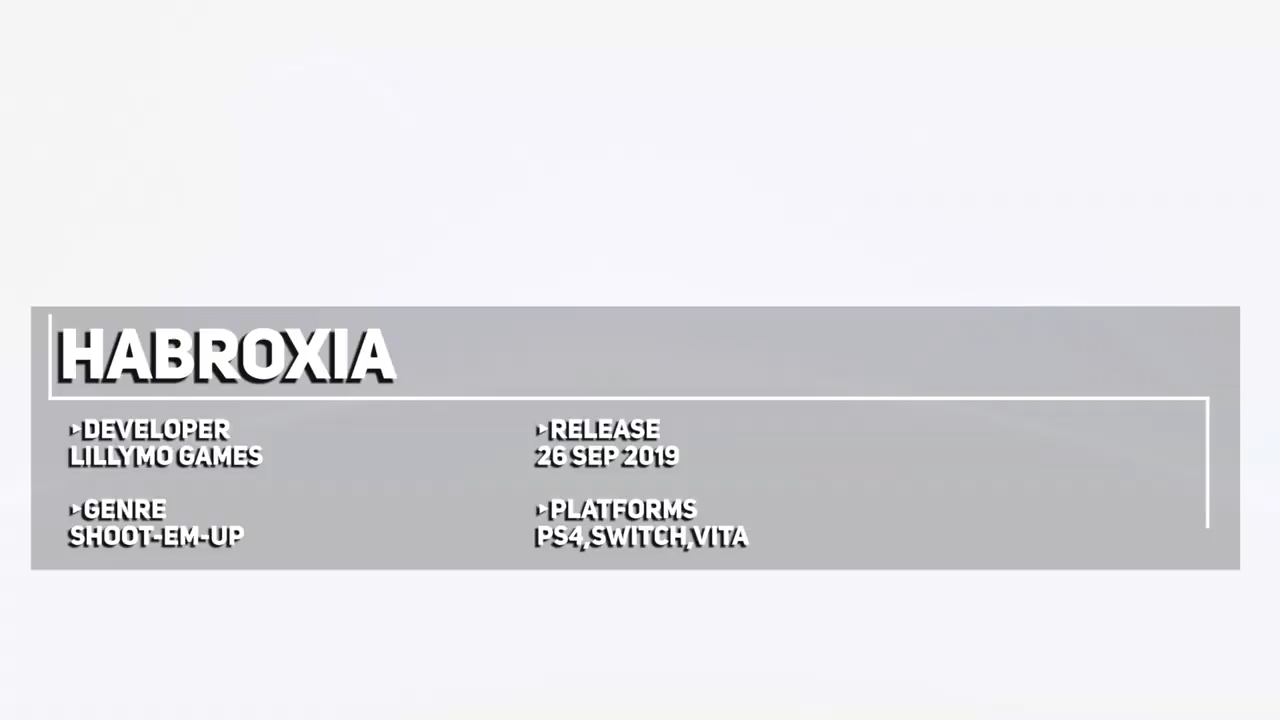 HABROXIA
▸DEVELOPER
LILLYMO GAMES
▸GENRE
SHOOT-EM-UP
▸RELEASE
26 SEP 2019
▸PLATFORMS
PS4,SWITCH,VITA